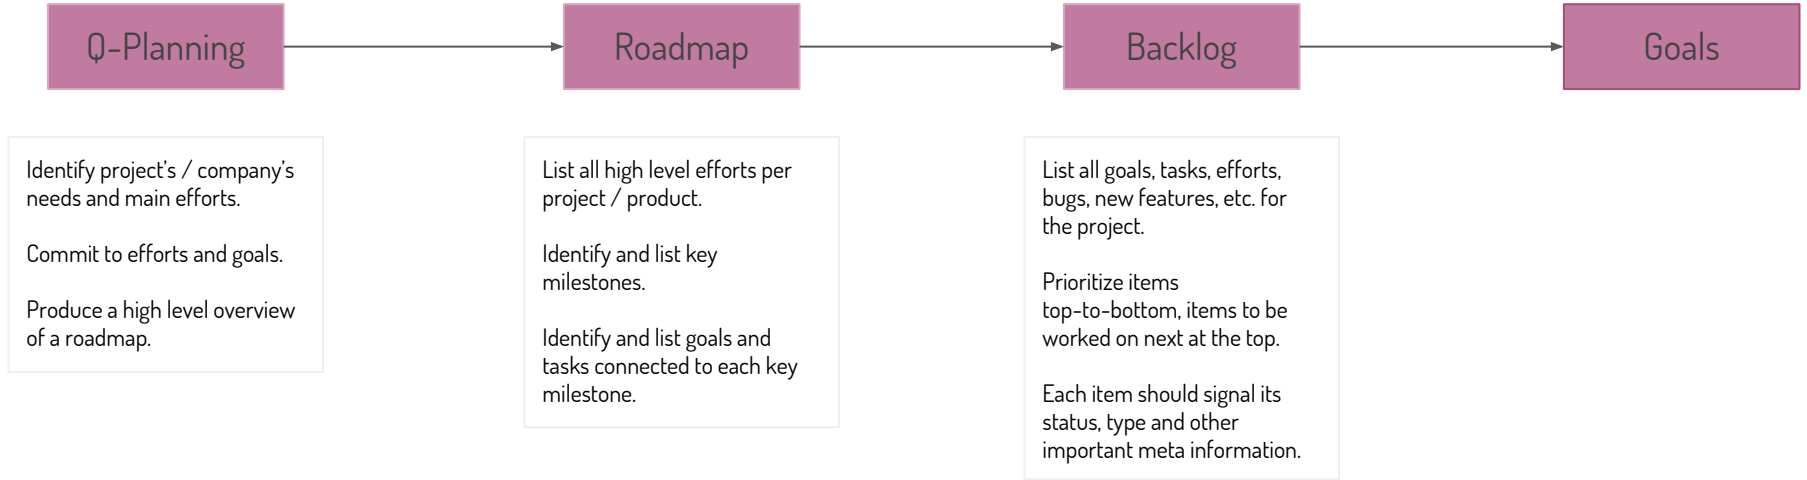 Q-Planning
Roadmap
Backlog
Goals
Identify project's / company's
needs and main efforts.
Commit to efforts and goals.
Produce a high level overview
of a roadmap.
List all high level efforts per
project / product.
Identify and list key
milestones.
Identify and list goals and
tasks connected to each key
milestone.
List all goals, tasks, efforts,
bugs, new features, etc. for
the project.
Prioritize items
top-to-bottom, items to be
worked on next at the top.
Each item should signal its
status, type and other
important meta information.